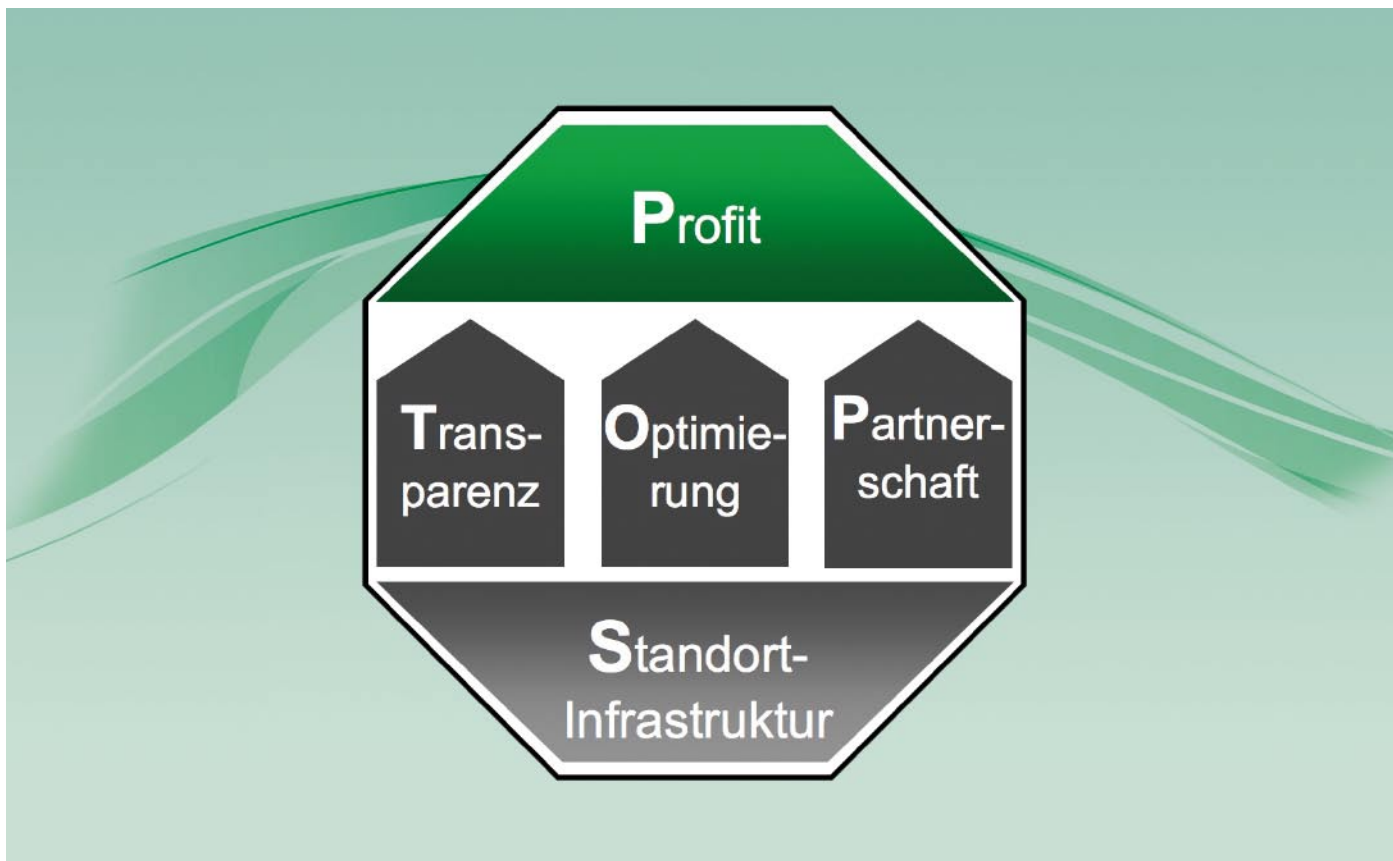 Profit
Trans-
parenz
Optimie-
rung
Partner-
schaft
Standort-
Infrastruktur